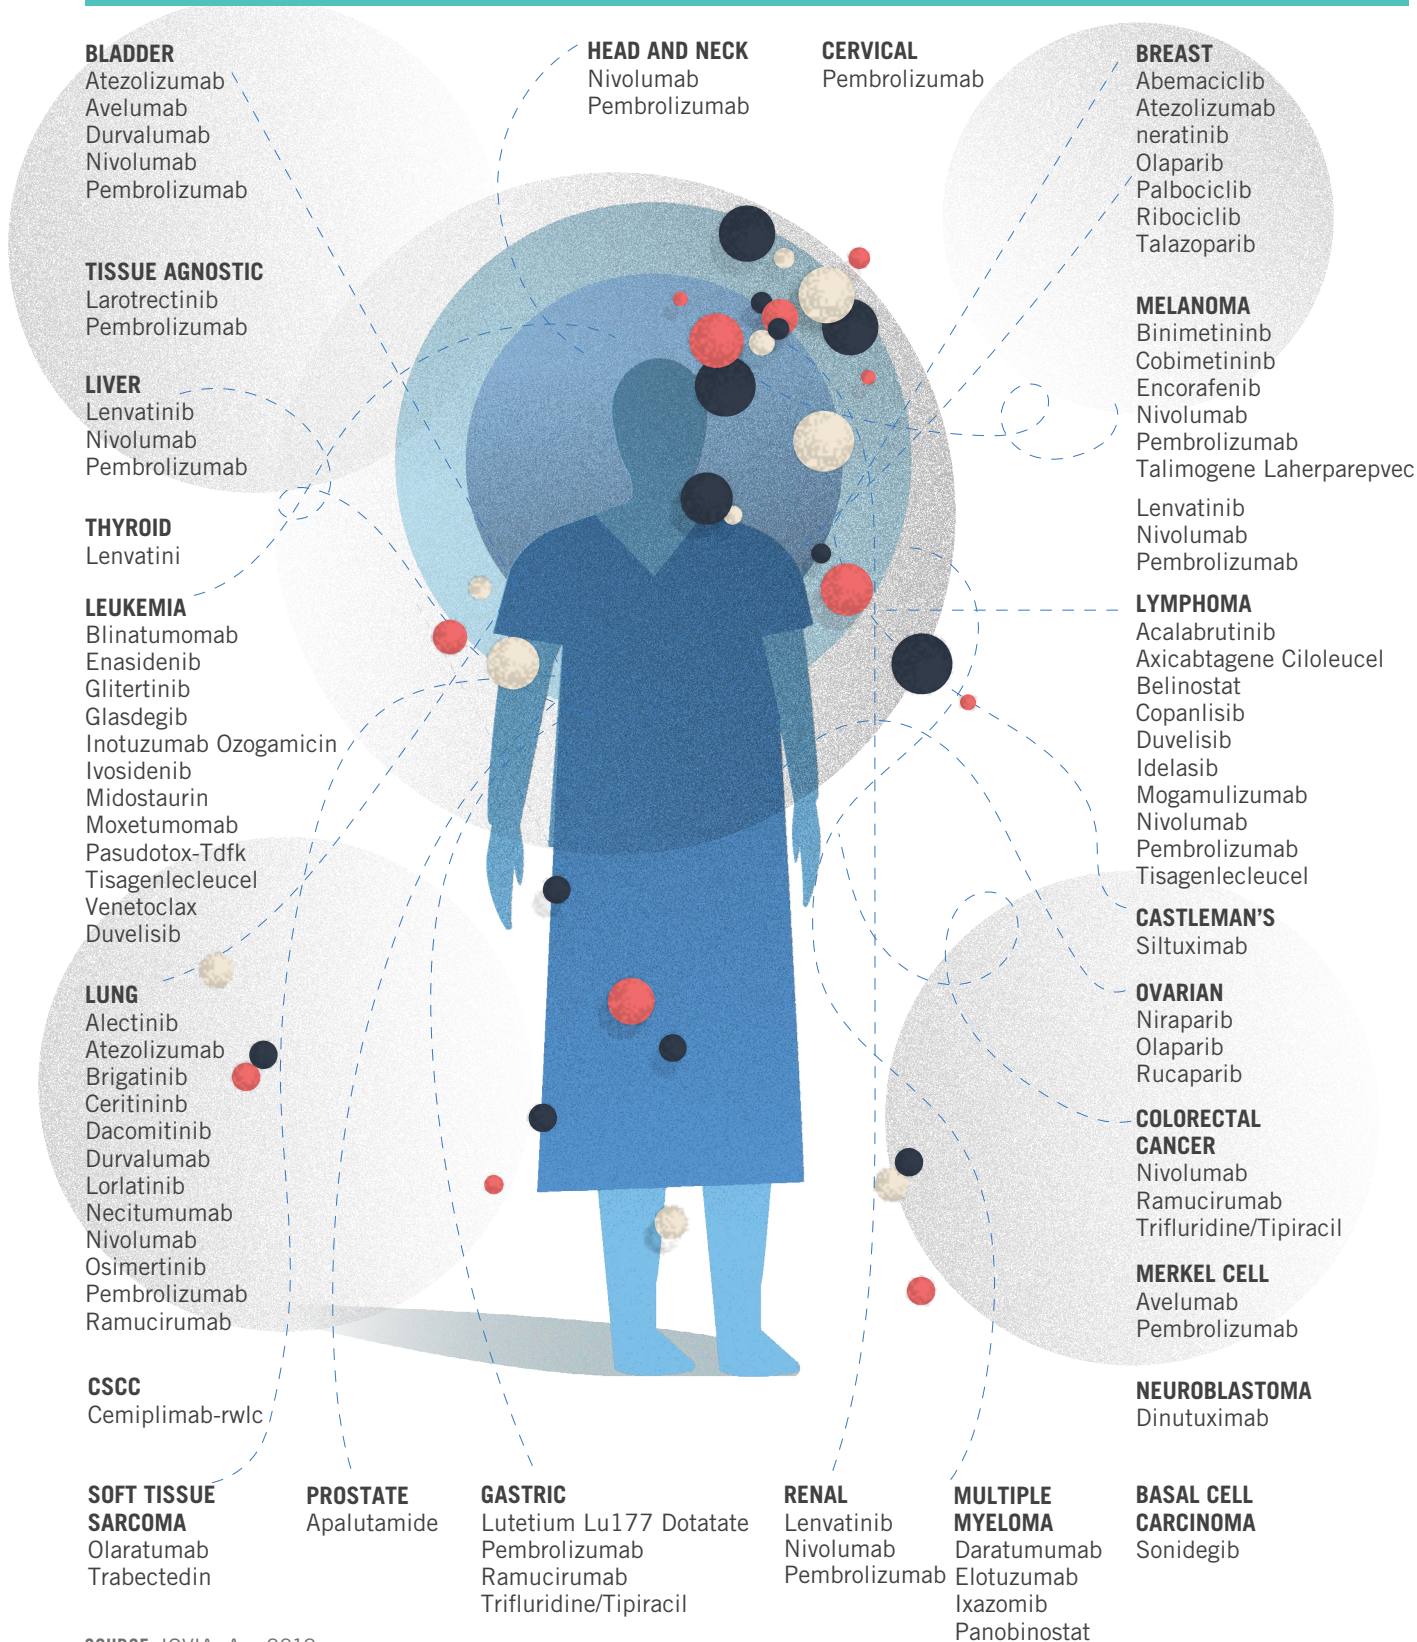 BLADDER
Atezolizumab
Avelumab
Durvalumab
Nivolumab
Pembrolizumab
TISSUE AGNOSTIC
Larotrectinib
Pembrolizumab
LIVER
Lenvatinib
Nivolumab
Pembrolizumab
THYROID
Lenvatini
LEUKEMIA
Blinatumomab
Enasidenib
Glitertinib
Glasdegib
Inotuzumab Ozogamicin
Ivosidenib
Midostaurin
Moxetumomab
Pasudotox-Tdfk
Tisagenlecleucel
Venetoclax
Duvelisib
LUNG
Alectinib
Atezolizumab
Brigatinib
Ceritininb
Dacomitinib
Durvalumab
Lorlatinib
Necitumumab
Nivolumab
Osimertinib
Pembrolizumab
Ramucirumab
CSCC
Cemiplimab-rwlc
SOFT TISSUE
SARCOMA
Olaratumab
Trabectedin
HEAD AND NECK
Nivolumab
Pembrolizumab
CERVICAL
Pembrolizumab
BREAST
Abemaciclib
Atezolizumab
neratinib
Olaparib
Palbociclib
Ribociclib
Talazoparib
MELANOMA
Binimetininb
Cobimetininb
Encorafenib
Nivolumab
Pembrolizumab
Talimogene Laherparepvec
Lenvatinib
Nivolumab
Pembrolizumab
LYMPHOMA
Acalabrutinib
Axicabtagene Ciloleucel
Belinostat
Copanlisib
Duvelisib
Idelasib
Mogamulizumab
Nivolumab
Pembrolizumab
Tisagenlecleucel
CASTLEMAN'S
Siltuximab
OVARIAN
Niraparib
Olaparib
Rucaparib
COLORECTAL
CANCER
Nivolumab
Ramucirumab
Trifluridine/Tipiracil
MERKEL CELL
Avelumab
Pembrolizumab
NEUROBLASTOMA
Dinutuximab
PROSTATE
Apalutamide
GASTRIC
Lutetium Lu177 Dotatate
Pembrolizumab
Ramucirumab
Trifluridine/Tipiracil
RENAL
Lenvatinib
Nivolumab
Pembrolizumab
MULTIPLE
MYELOMA
Daratumumab
Elotuzumab
Ixazomib
Panobinostat
BASAL CELL
CARCINOMA
Sonidegib